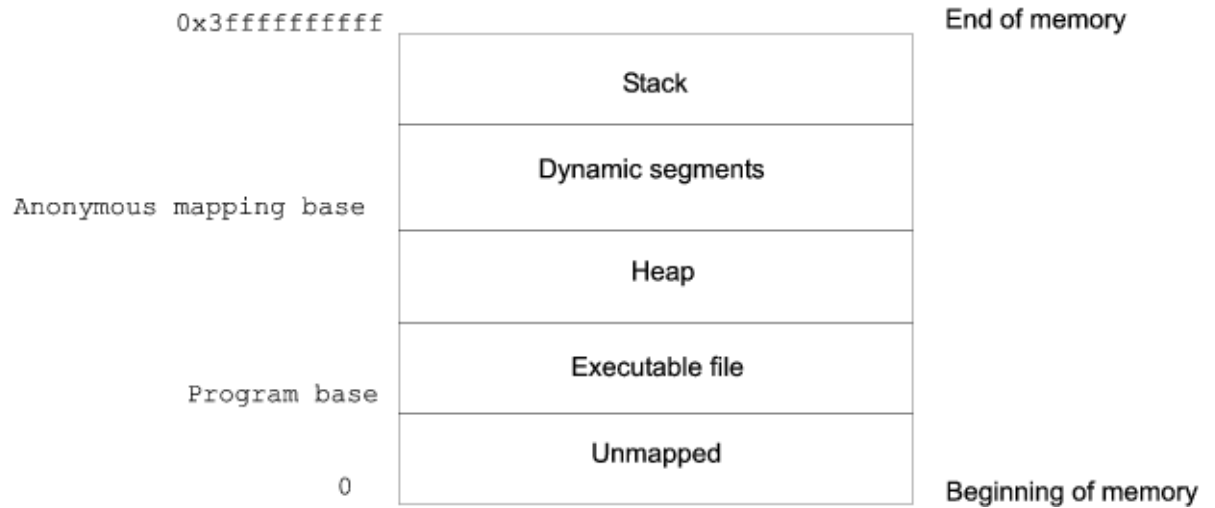 0x3ffffffffff
End of memory
Stack
Dynamic segments
Anonymous mapping base
Heap
Executable file
Program base
Unmapped
0
Beginning of memory